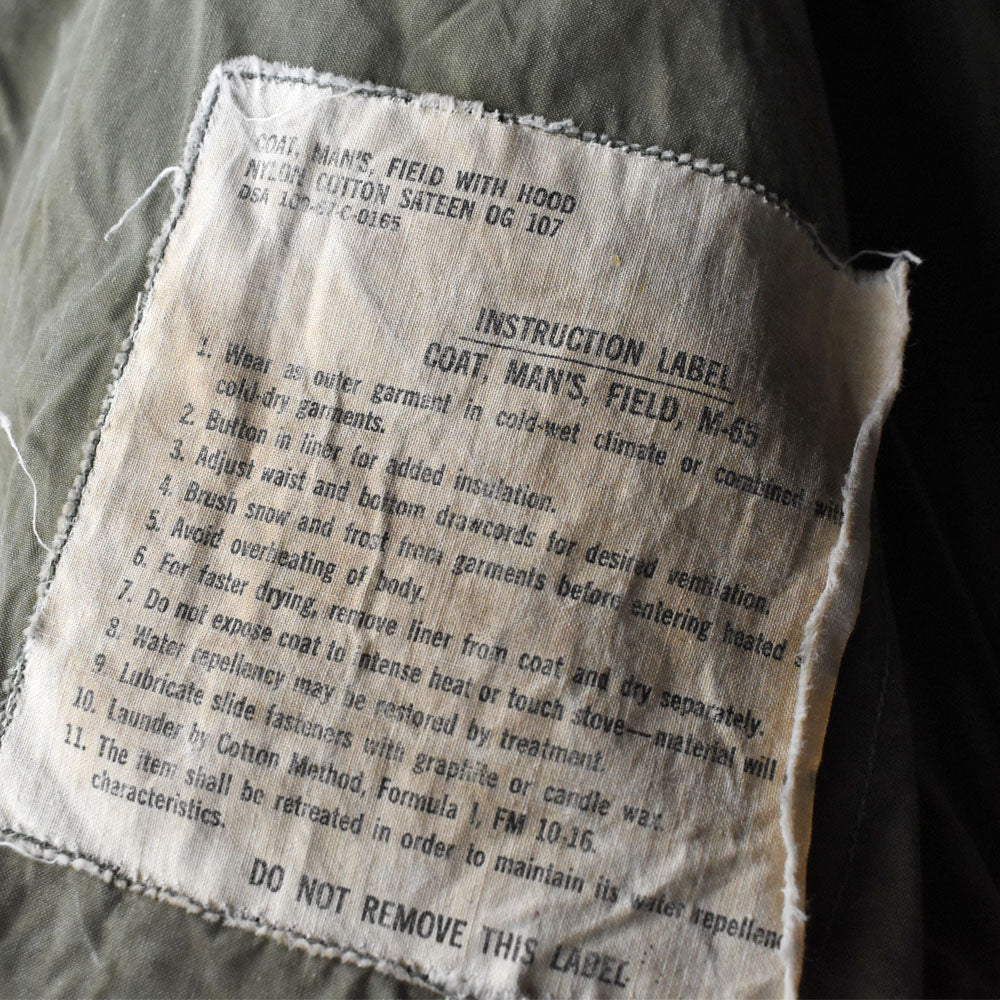 COAT, MAN'S, FIELD WITH HOOD
NYLON COTTON SATEEN OG 107
DSA
INSTRUCTION LABEL
COAT, MAN'S, FIELD, M-65
1. Wear as outer garment in cold-wet climate or combined with
cold-dry garments.
2. Button in liner for added insulation.
3. Adjust waist and bottom drawcords for desired ventilation.
4. Brush snow and frost from garments before entering heated
5. Avoid overheating of body.
6. For faster drying, remove liner from coat and dry separately.
7. Do not expose coat to intense heat or touch stove—material will
8. Water repellency may be restored by treatment.
9. Lubricate slide fasteners with graphite or candle wax.
10. Launder by Cotton Method, Formula I, FM 10-16.
11. The item shall be retreated in order to maintain its water repellen
characteristics.
DO NOT REMOVE THIS LABEL